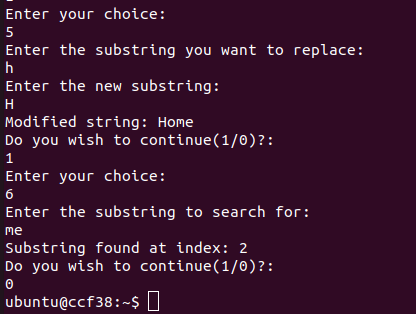 Enter your choice:
5
Enter the substring you want to replace:
h
Enter the new substring:
H
Modified string: Home
Do you wish to continue(1/0)?:
1
Enter your choice:
6
Enter the substring to search for:
me
Substring found at index: 2
Do you wish to continue(1/0)?:
0
ubuntu@ccf38:~$